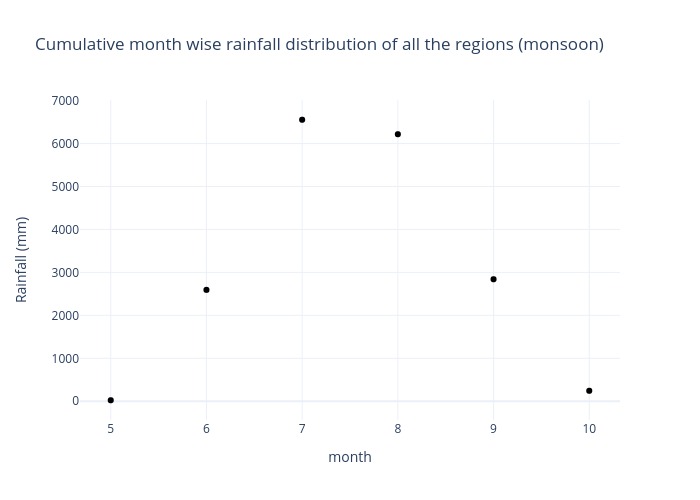 Cumulative month wise rainfall distribution of all the regions (monsoon)
7000
6000
5000
4000
3000
2000
1000
0
Rainfall (mm)
5 6 7 8 9 10
month